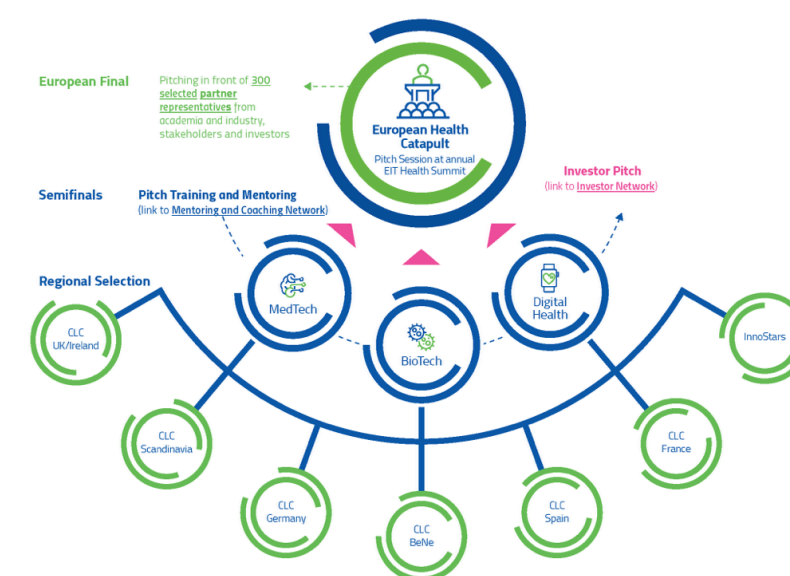 European Final
Pitching in front of 300
selected partner
representatives from
academia and industry,
stakeholders and investors
European Health
Catapult
Pitch Session at annual
EIT Health Summit
Investor Pitch
(link to Investor Network)
Semifinals
Pitch Training and Mentoring
(link to Mentoring and Coaching Network)
Regional Selection
MedTech
BioTech
Digital
Health
CLC
UK/Ireland
CLC
Scandinavia
CLC
Germany
CLC
BeNe
CLC
Spain
CLC
France
InnoStars